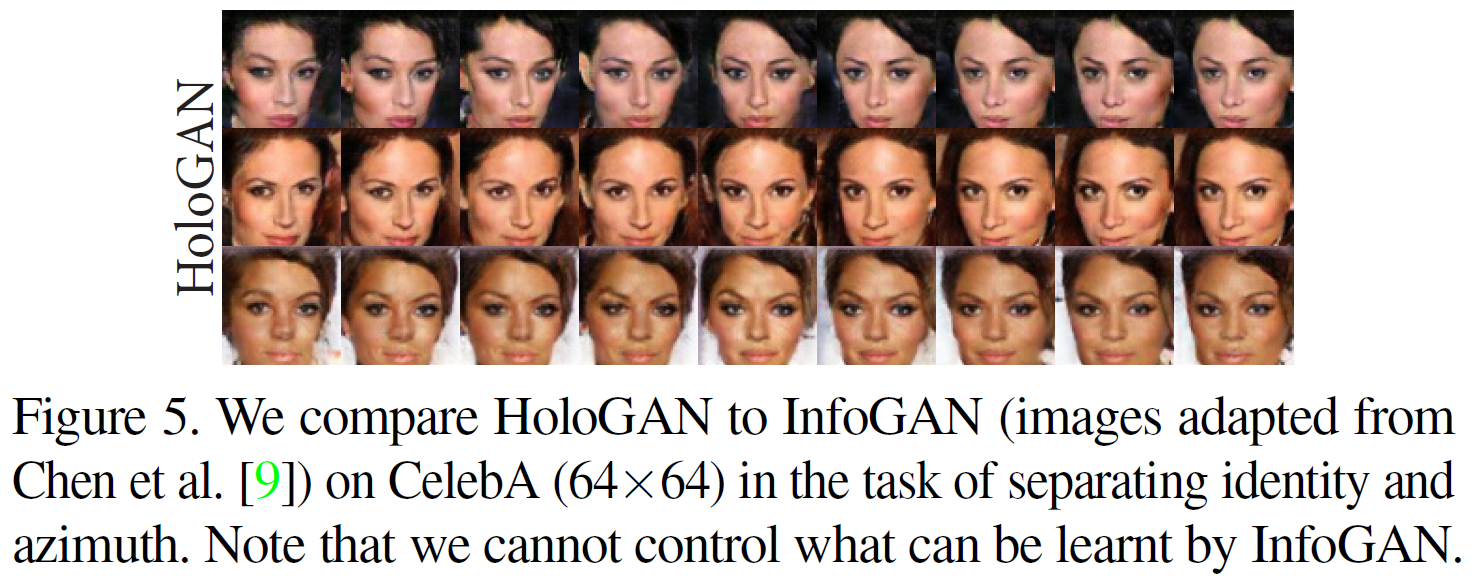 HoloGAN
Figure 5. We compare HoloGAN to InfoGAN (images adapted from
Chen et al. [9]) on CelebA (64×64) in the task of separating identity and
azimuth. Note that we cannot control what can be learnt by InfoGAN.